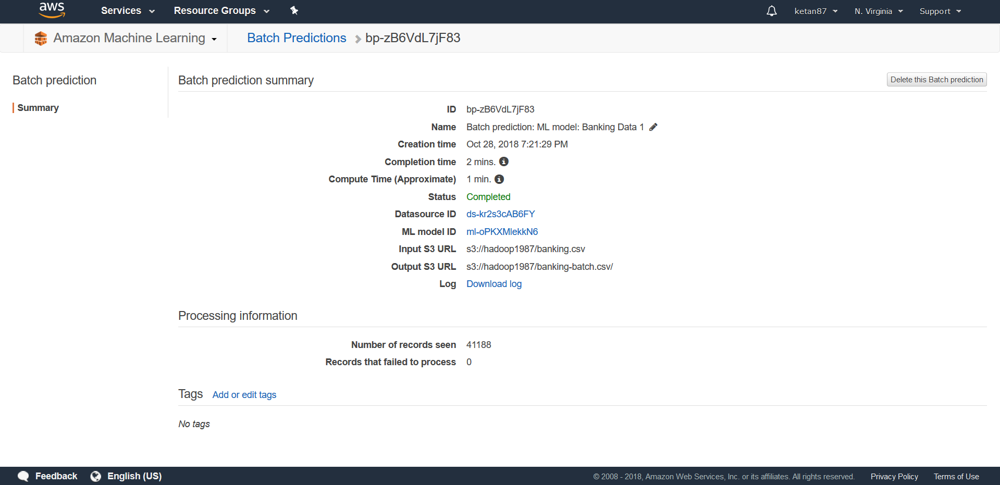 aws Services Resource Groups ketan87 N. Virginia Support
Amazon Machine Learning Batch Predictions bp-zB6VdL7jF83
Batch prediction
Summary
Batch prediction summary Delete this Batch prediction
ID bp-zB6VdL7jF83
Name Batch prediction: ML model: Banking Data 1
Creation time Oct 28, 2018 7:21:29 PM
Completion time 2 mins.
Compute Time (Approximate) 1 min.
Status Completed
Datasource ID ds-kr2s3cAB6FY
ML model ID ml-oPKXMlekkN6
Input S3 URL s3://hadoop1987/banking.csv
Output S3 URL s3://hadoop1987/banking-batch.csv/
Log Download log
Processing information
Number of records seen 41188
Records that failed to process 0
Tags Add or edit tags
No tags
Feedback English (US) © 2008 - 2018, Amazon Web Services, Inc. or its affiliates. All rights reserved. Privacy Policy Terms of Use